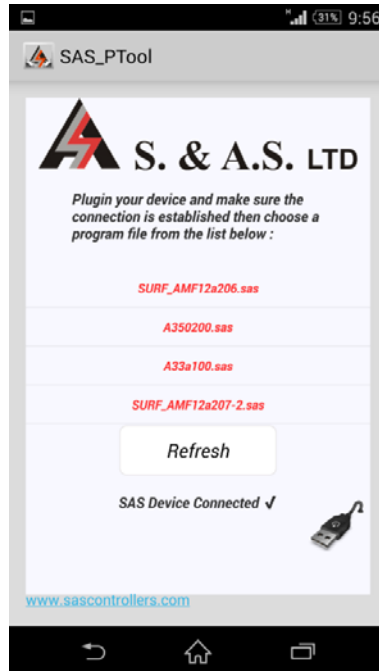 31% 9:56
SAS_PTool
S. & A.S. LTD
Plugin your device and make sure the
connection is established then choose a
program file from the list below :
SURF_AMF12a206.sas
A350200.sas
A33a100.sas
SURF_AMF12a207-2.sas
Refresh
SAS Device Connected ✓
www.sascontrollers.com